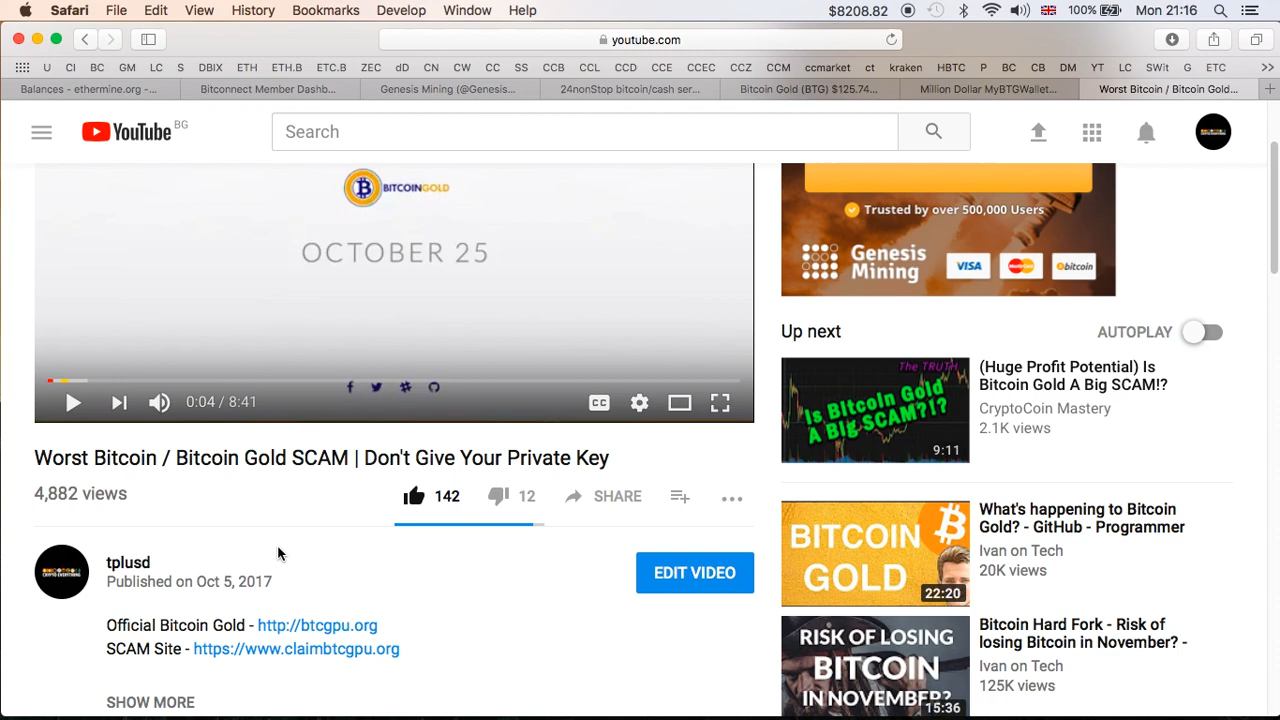 Safari File Edit View History Bookmarks Develop Window Help $8208.82 100% Mon 21:16
youtube.com
U CI BC GM LC S DBIX ETH ETH.B ETC.B ZEC dD CN CW CC SS CCB CCL CCD CCE CCEC CCZ CCM ccmarket ct kraken HBTC P BC CB DM YT LC SWit G ETC
Balances - ethermine.org -... Bitconnect Member Dashb... Genesis Mining (@Genesis... 24nonStop bitcoin/cash ser... Bitcoin Gold (BTG) $125.74... Million Dollar MyBTGWallet... Worst Bitcoin / Bitcoin Gold...
YouTube BG
Search
BITCOINGOLD
OCTOBER 25
0:04 / 8:41
CC
Worst Bitcoin / Bitcoin Gold SCAM | Don't Give Your Private Key
4,882 views
142 12 SHARE
tplusd
Published on Oct 5, 2017
EDIT VIDEO
Official Bitcoin Gold - http://btcgpu.org
SCAM Site - https://www.claimbtcgpu.org
SHOW MORE
Trusted by over 500,000 Users
Genesis
Mining
VISA
MasterCard
bitcoin
Up next
AUTOPLAY
The TRUTH
Is Bitcoin Gold
A Big SCAM?!?
9:11
(Huge Profit Potential) Is
Bitcoin Gold A Big SCAM!?
CryptoCoin Mastery
2.1K views
BITCOIN
GOLD
22:20
What's happening to Bitcoin
Gold? - GitHub - Programmer
Ivan on Tech
20K views
RISK OF LOSING
BITCOIN
IN NOVEMBER?
15:36
Bitcoin Hard Fork - Risk of
losing Bitcoin in November? -
Ivan on Tech
125K views